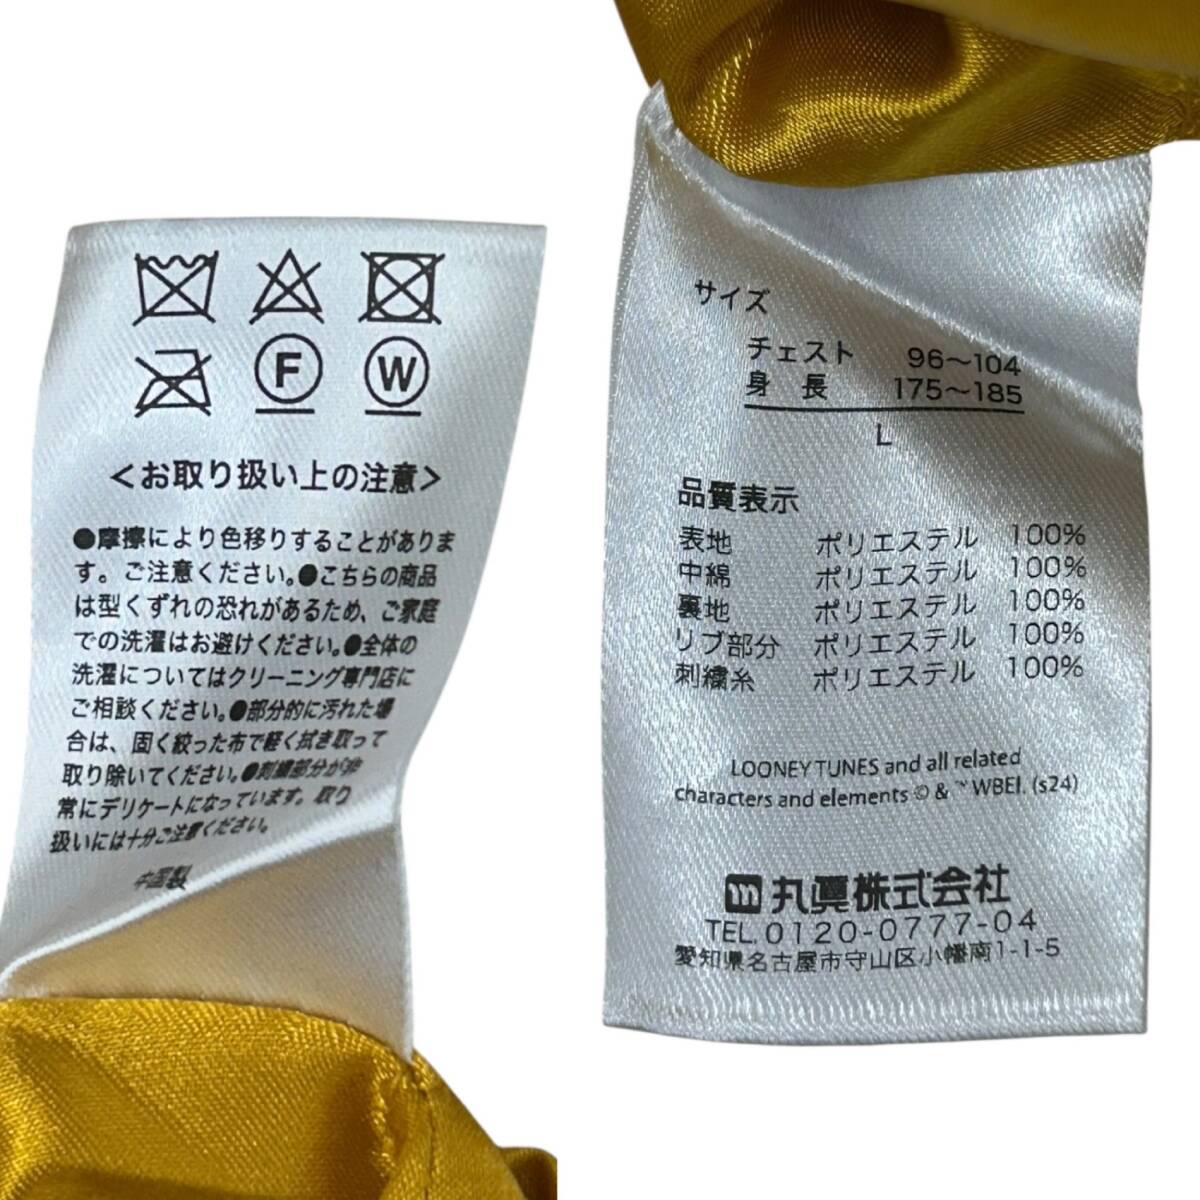 F
W
<お取り扱い上の注意>
●摩擦により色移りすることがありま
す。ご注意ください。●こちらの商品
は型くずれの恐れがあるため、ご家庭
での洗濯はお避けください。●全体の
洗濯についてはクリーニング専門店に
ご相談ください。●部分的に汚れた場
合は、固く絞った布で軽く拭き取って
取り除いてください。●刺繍部分が非
常にデリケートになっています。取り
扱いには十分ご注意ください。
中国製
サイズ
チェスト 96〜104
身長 175〜185
L
品質表示
表地 ポリエステル 100%
中綿 ポリエステル 100%
裏地 ポリエステル 100%
リブ部分 ポリエステル 100%
刺繍糸 ポリエステル 100%
LOONEY TUNES and all related
characters and elements © & ™ WBEI. (s24)
丸眞株式会社
TEL.0120-0777-04
愛知県名古屋市守山区小幡南1-1-5